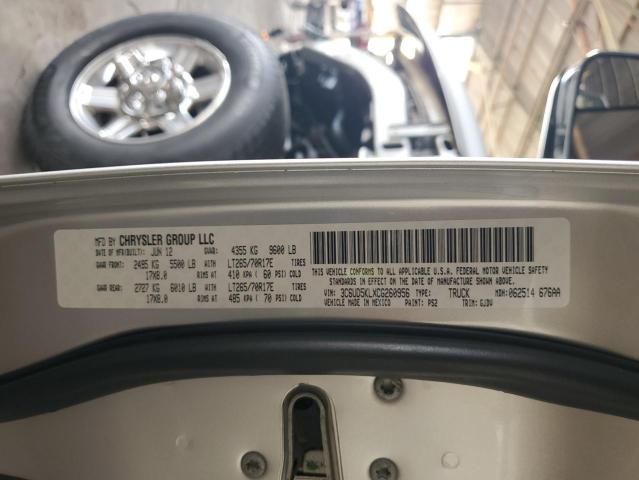 MFD BY CHRYSLER GROUP LLC
DATE OF MFR(BUILT): JUN 12 GVWR: 4355 KG 9600 LB
GAWR FRONT: 2495 KG 5500 LB WITH LT265/70R17E TIRES
17X8.0 RIMS AT 410 KPA( 60 PSI) COLD
GAWR REAR: 2727 KG 6010 LB WITH LT265/70R17E TIRES
17X8.0 RIMS AT 485 KPA( 70 PSI) COLD
THIS VEHICLE CONFORMS TO ALL APPLICABLE U.S.A. FEDERAL MOTOR VEHICLE SAFETY
STANDARDS IN EFFECT ON THE DATE OF MANUFACTURE SHOWN ABOVE.
VIN: 3C6UD5KLXCG260956 TYPE: TRUCK MDH: 062514 676AA
VEHICLE MADE IN MEXICO PAINT: PS2 TRIM: GJDV